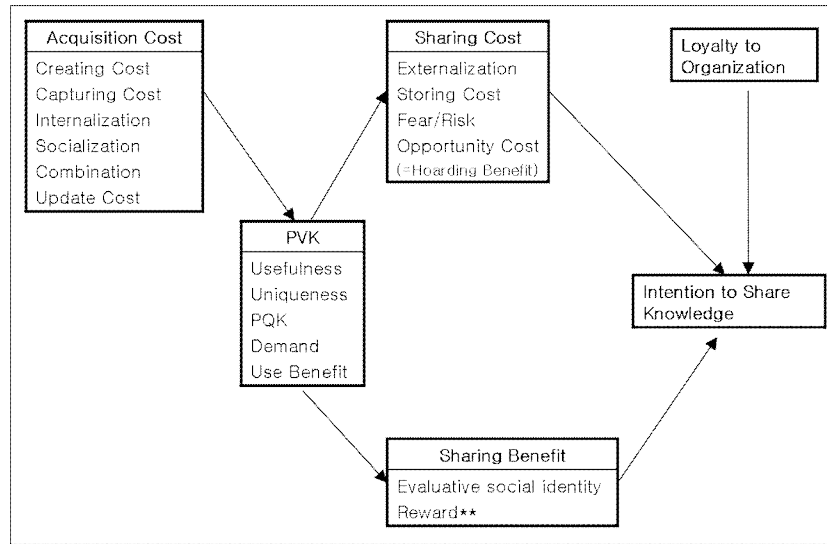 Acquisition Cost
Creating Cost
Capturing Cost
Internalization
Socialization
Combination
Update Cost
Sharing Cost
Externalization
Storing Cost
Fear/Risk
Opportunity Cost
(=Hoarding Benefit)
Loyalty to
Organization
PVK
Usefulness
Uniqueness
PQK
Demand
Use Benefit
Intention to Share
Knowledge
Sharing Benefit
Evaluative social identity
Reward**